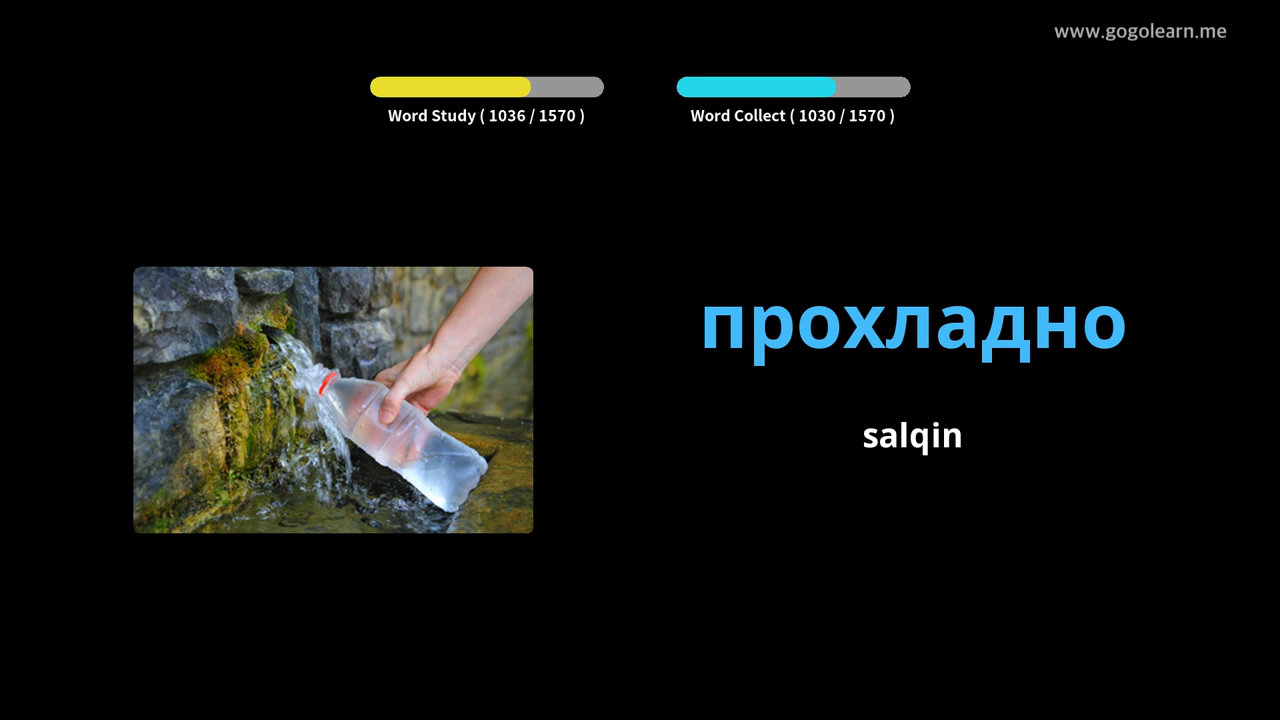 www.gogolearn.me
Word Study ( 1036 / 1570 )
Word Collect ( 1030 / 1570 )
прохладно
salqin